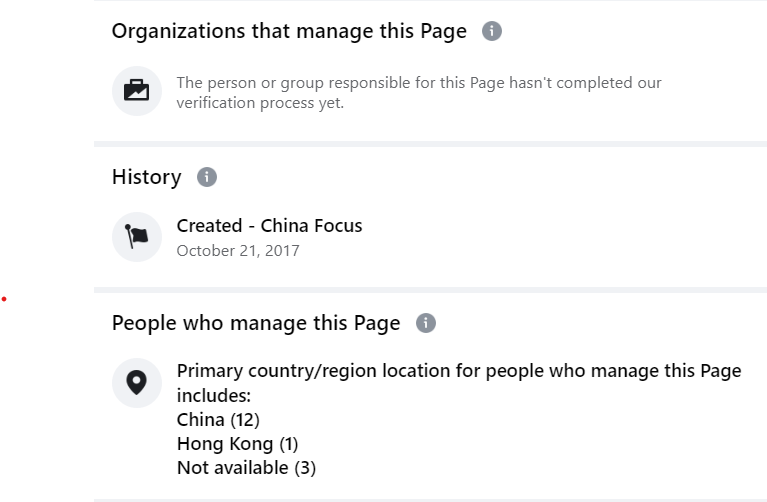 Organizations that manage this Page
The person or group responsible for this Page hasn't completed our
verification process yet.
History
Created - China Focus
October 21, 2017
People who manage this Page
Primary country/region location for people who manage this Page
includes:
China (12)
Hong Kong (1)
Not available (3)